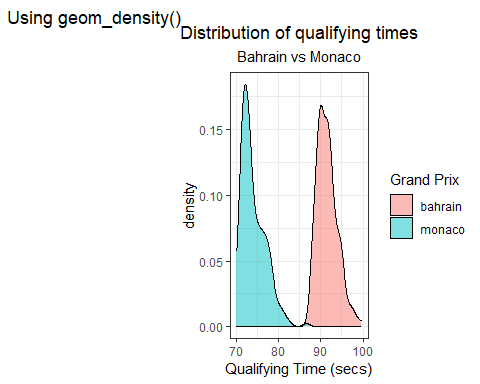 Using geom_density()
Distribution of qualifying times
Bahrain vs Monaco
0.15
0.10
0.05
0.00
density
70 80 90 100
Qualifying Time (secs)
Grand Prix
bahrain
monaco